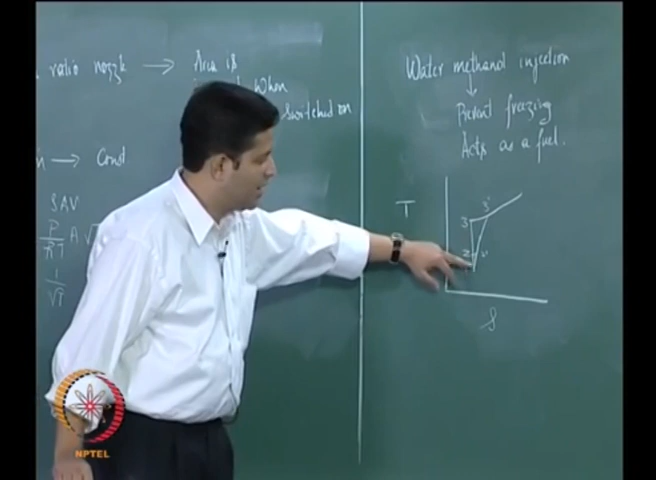 ratio nozzle → Area is
When
switched on
→ Const
SAV
P
RT A √
1
√T
Water methanol injection
↓
Prevent freezing
Acts as a fuel.
T
3'
3
2
S
NPTEL